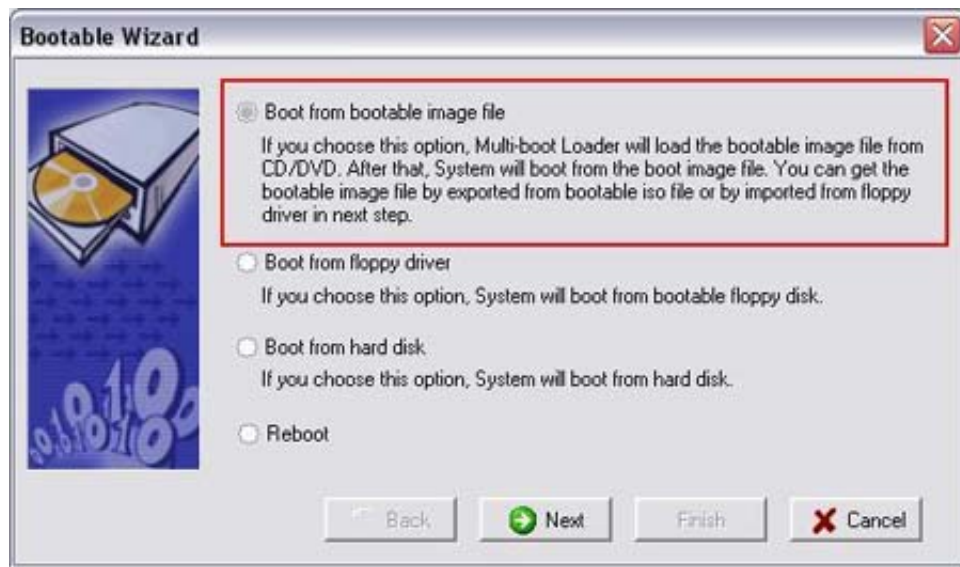 Bootable Wizard
Boot from bootable image file
If you choose this option, Multi-boot Loader will load the bootable image file from
CD/DVD. After that, System will boot from the boot image file. You can get the
bootable image file by exported from bootable iso file or by imported from floppy
driver in next step.
Boot from floppy driver
If you choose this option, System will boot from bootable floppy disk.
Boot from hard disk
If you choose this option, System will boot from hard disk.
Reboot
Back Next Finish Cancel